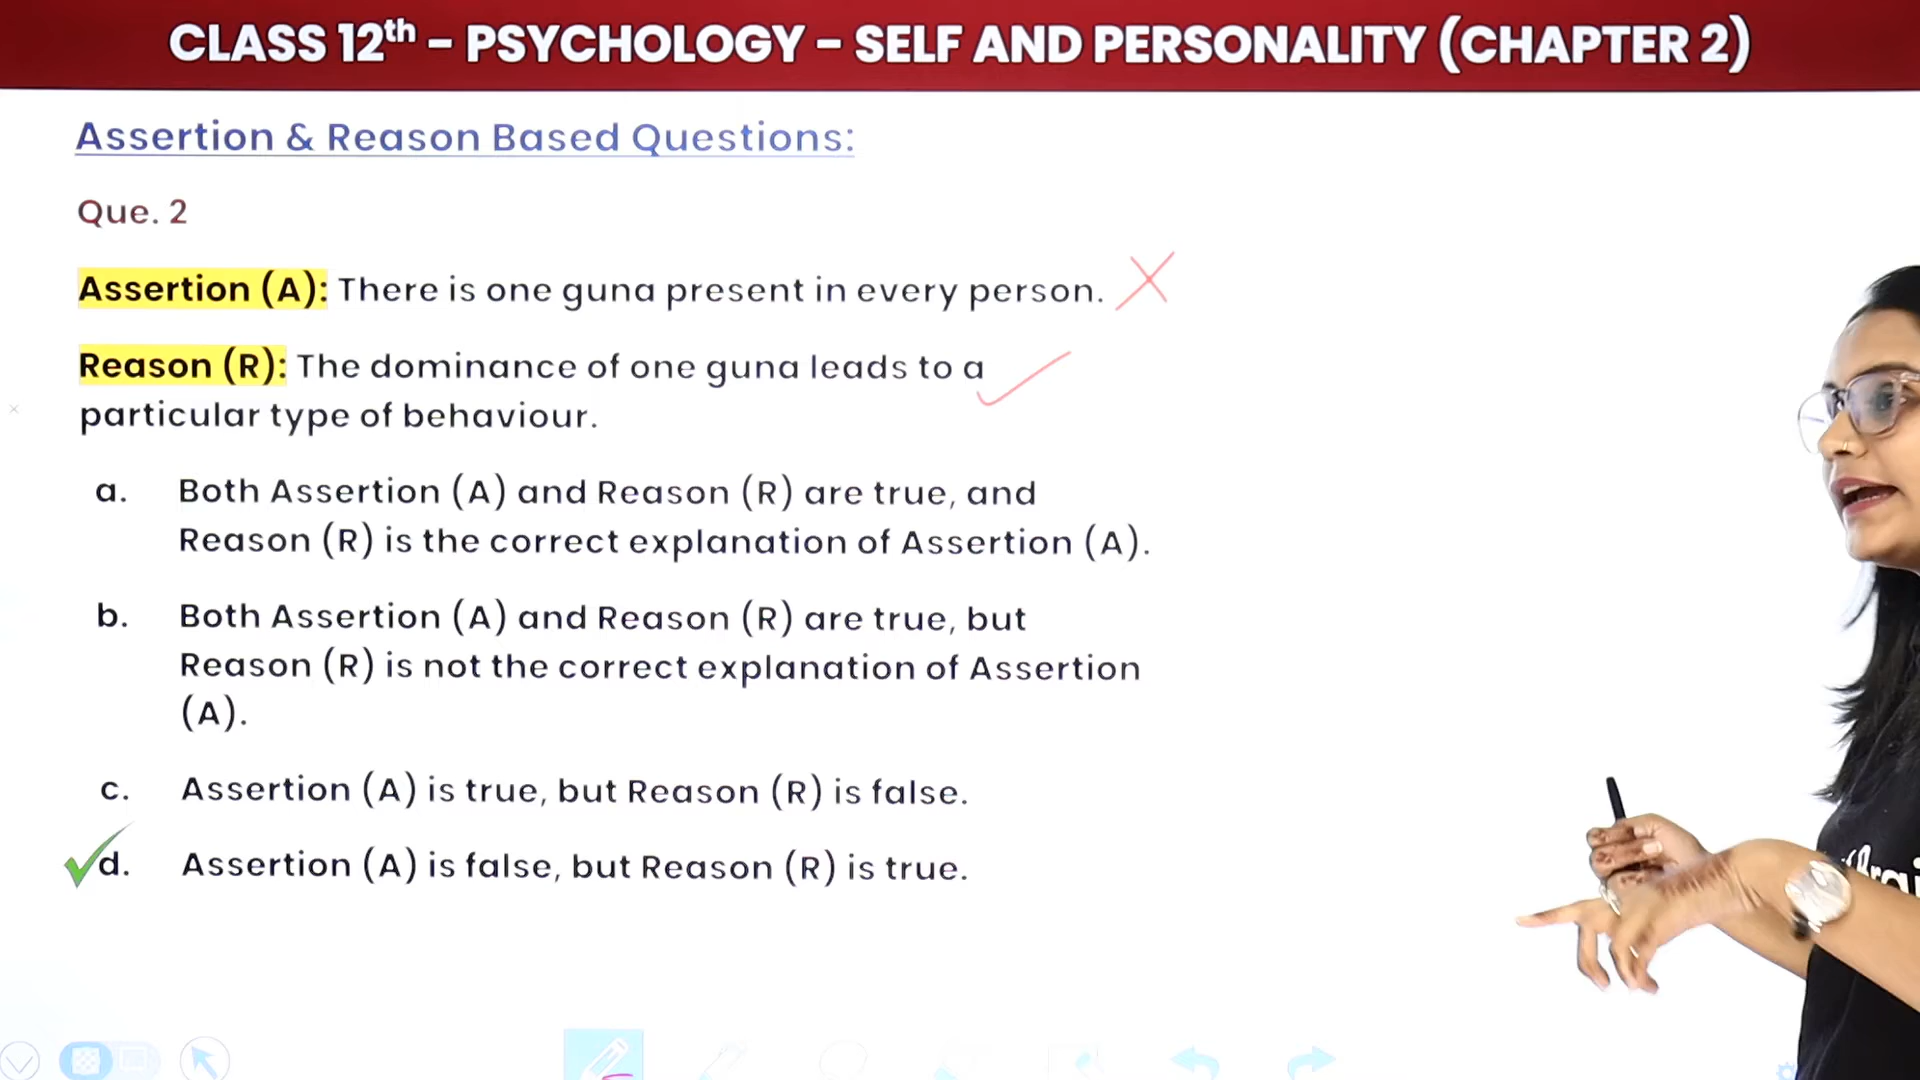 CLASS 12th - PSYCHOLOGY - SELF AND PERSONALITY (CHAPTER 2)
Assertion & Reason Based Questions:
Que. 2
Assertion (A): There is one guna present in every person.
Reason (R): The dominance of one guna leads to a
particular type of behaviour.
a. Both Assertion (A) and Reason (R) are true, and
Reason (R) is the correct explanation of Assertion (A).
b. Both Assertion (A) and Reason (R) are true, but
Reason (R) is not the correct explanation of Assertion
(A).
c. Assertion (A) is true, but Reason (R) is false.
d. Assertion (A) is false, but Reason (R) is true.